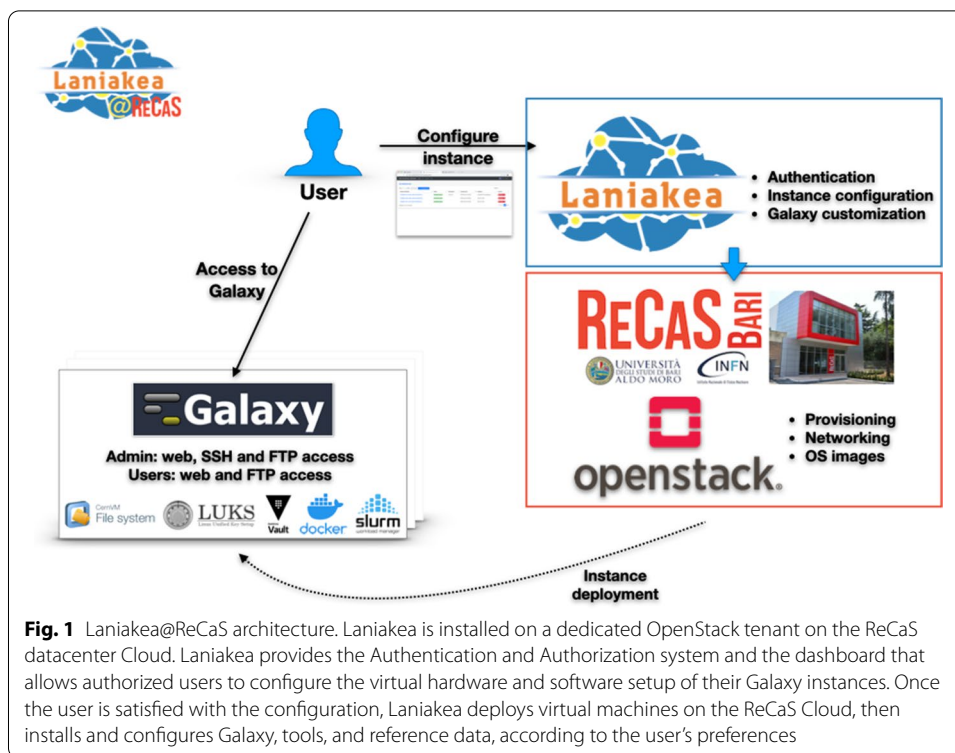 Laniakea
@ReCaS
User
Configure
instance
Laniakea
• Authentication
• Instance configuration
• Galaxy customization
Access to
Galaxy
ReCaS
BARI
UNIVERSITÀ
DEGLI STUDI DI BARI
ALDO MORO
INFN
Galaxy
Admin: web, SSH and FTP access
Users: web and FTP access
CernVM
File system
LUKS
Linux Unified Key Setup
Vault
docker
slurm
workload manager
openstack.
• Provisioning
• Networking
• OS images
Instance
deployment
Fig. 1 Laniakea@ReCaS architecture. Laniakea is installed on a dedicated OpenStack tenant on the ReCaS
datacenter Cloud. Laniakea provides the Authentication and Authorization system and the dashboard that
allows authorized users to configure the virtual hardware and software setup of their Galaxy instances. Once
the user is satisfied with the configuration, Laniakea deploys virtual machines on the ReCaS Cloud, then
installs and configures Galaxy, tools, and reference data, according to the user's preferences